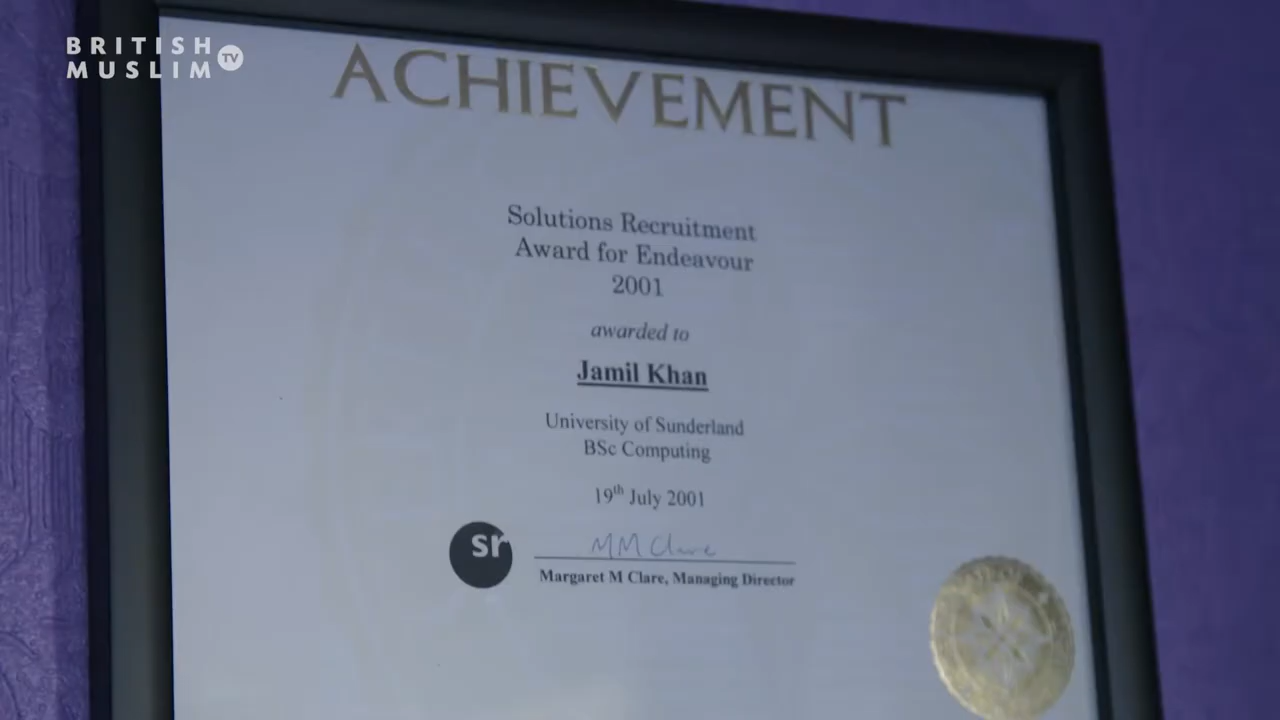 BRITISH
MUSLIM TV
ACHIEVEMENT
Solutions Recruitment
Award for Endeavour
2001
awarded to
Jamil Khan
University of Sunderland
BSc Computing
19th July 2001
sr
MM Clare
Margaret M Clare, Managing Director